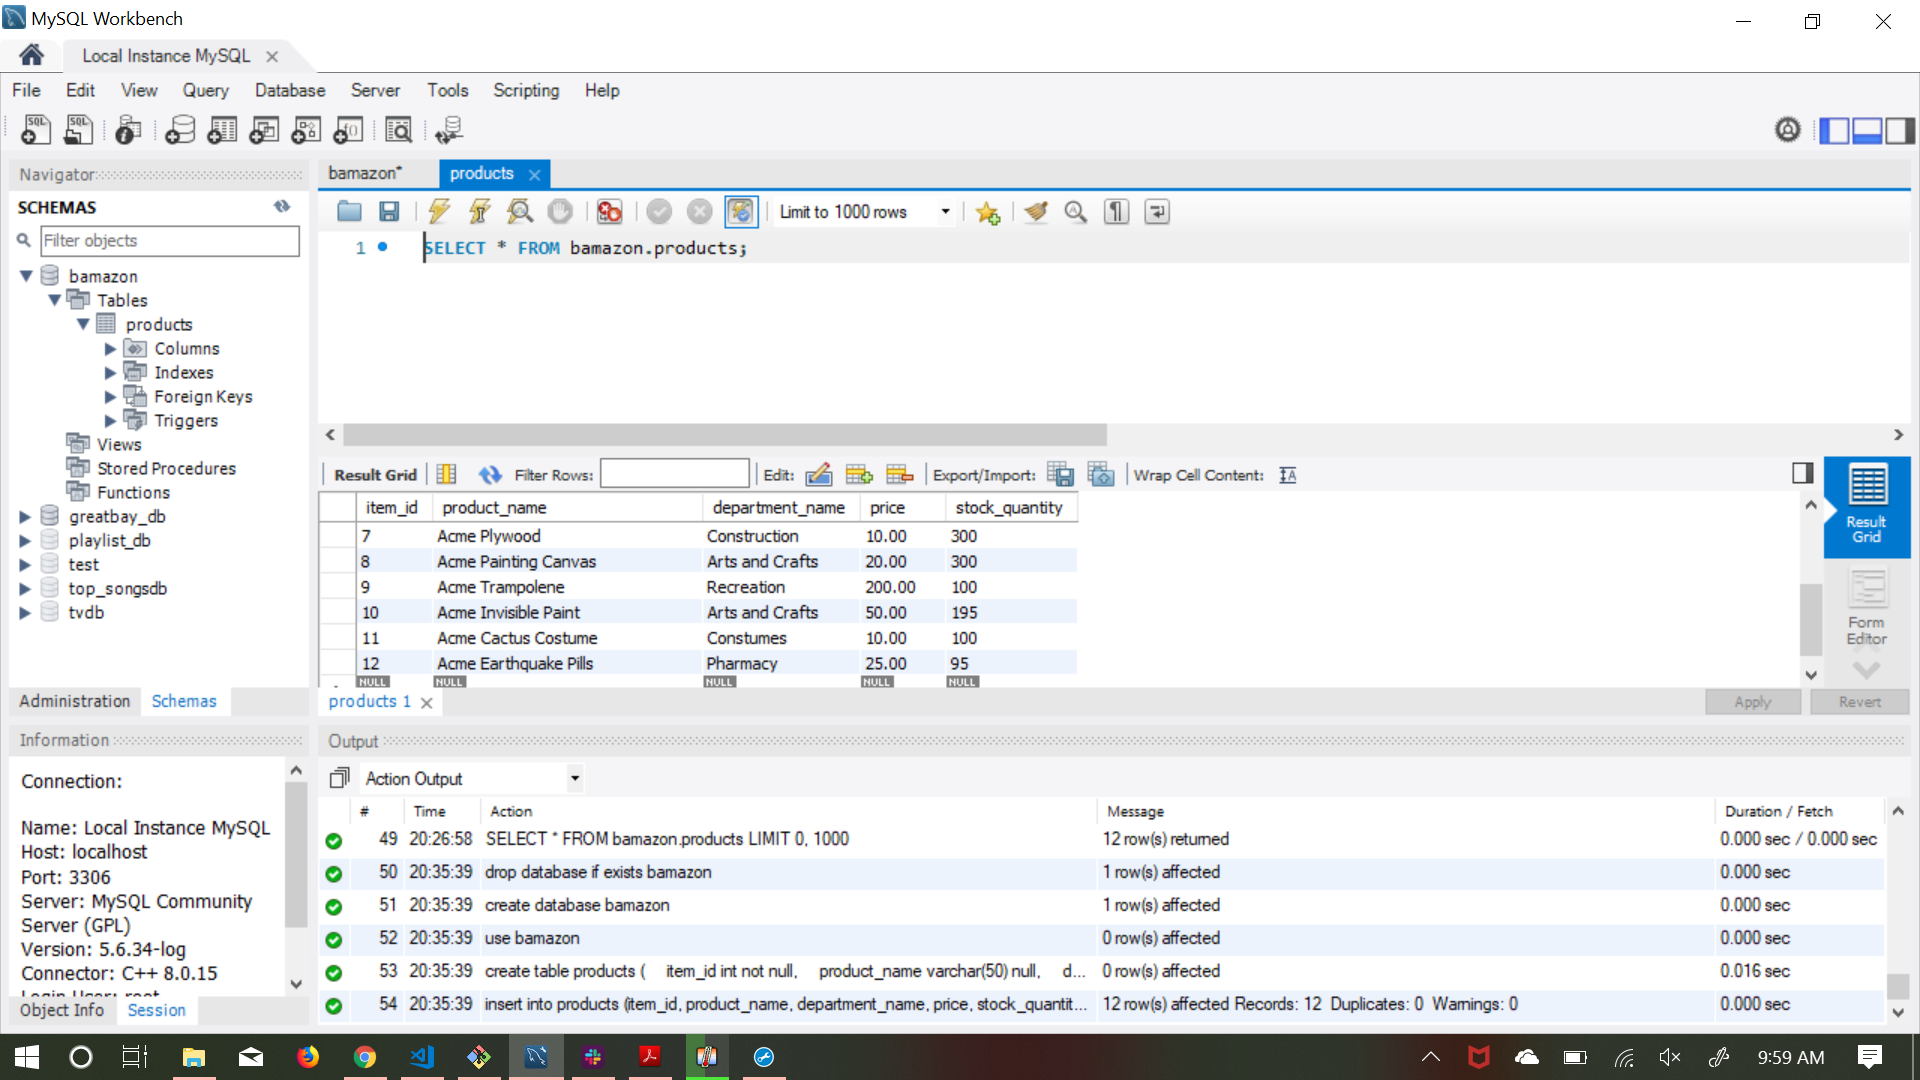 MySQL Workbench
Local Instance MySQL
File Edit View Query Database Server Tools Scripting Help
Navigator
SCHEMAS
Filter objects
bamazon
Tables
products
Columns
Indexes
Foreign Keys
Triggers
Views
Stored Procedures
Functions
greatbay_db
playlist_db
test
top_songsdb
tvdb
Administration Schemas
Information
Connection:
Name: Local Instance MySQL
Host: localhost
Port: 3306
Server: MySQL Community
Server (GPL)
Version: 5.6.34-log
Connector: C++ 8.0.15
Login User: root
Object Info Session
bamazon* products
Limit to 1000 rows
1 SELECT * FROM bamazon.products;
Result Grid Filter Rows: Edit: Export/Import: Wrap Cell Content:
item_id product_name department_name price stock_quantity
7 Acme Plywood Construction 10.00 300
8 Acme Painting Canvas Arts and Crafts 20.00 300
9 Acme Trampolene Recreation 200.00 100
10 Acme Invisible Paint Arts and Crafts 50.00 195
11 Acme Cactus Costume Constumes 10.00 100
12 Acme Earthquake Pills Pharmacy 25.00 95
NULL NULL NULL NULL NULL
Result
Grid
Form
Editor
products 1
Apply Revert
Output
Action Output
# Time Action Message Duration / Fetch
49 20:26:58 SELECT * FROM bamazon.products LIMIT 0, 1000 12 row(s) returned 0.000 sec / 0.000 sec
50 20:35:39 drop database if exists bamazon 1 row(s) affected 0.000 sec
51 20:35:39 create database bamazon 1 row(s) affected 0.000 sec
52 20:35:39 use bamazon 0 row(s) affected 0.000 sec
53 20:35:39 create table products ( item_id int not null, product_name varchar(50) null, d... 0 row(s) affected 0.016 sec
54 20:35:39 insert into products (item_id, product_name, department_name, price, stock_quantit... 12 row(s) affected Records: 12 Duplicates: 0 Warnings: 0 0.000 sec
9:59 AM